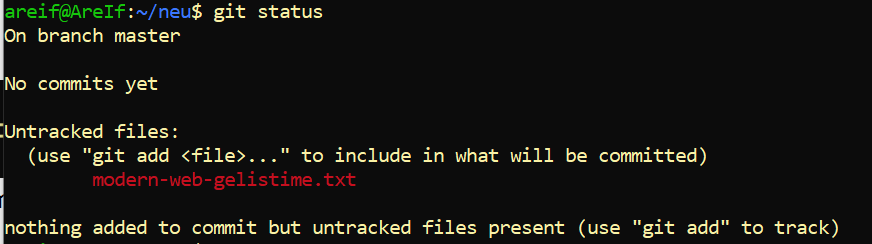 areif@AreIf:~/neu$ git status
On branch master
No commits yet
Untracked files:
(use "git add <file>..." to include in what will be committed)
modern-web-gelistime.txt
nothing added to commit but untracked files present (use "git add" to track)